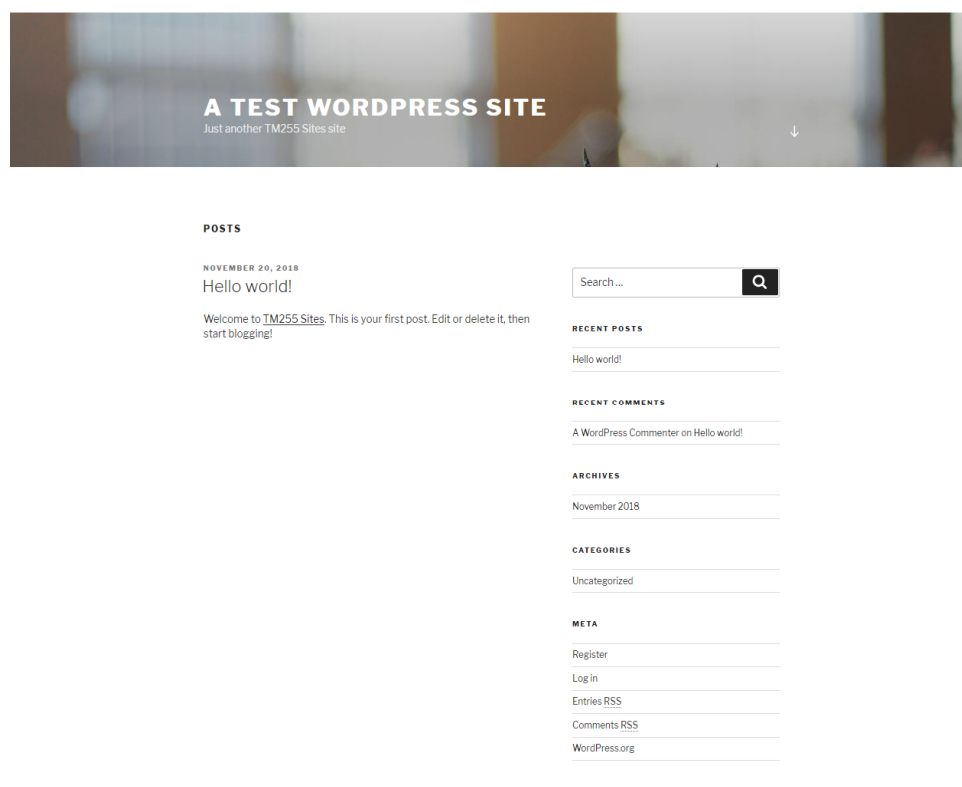 A TEST WORDPRESS SITE
Just another TM255 Sites site
POSTS
NOVEMBER 20, 2018
Hello world!
Welcome to TM255 Sites. This is your first post. Edit or delete it, then
start blogging!
Search ...
RECENT POSTS
Hello world!
RECENT COMMENTS
A WordPress Commenter on Hello world!
ARCHIVES
November 2018
CATEGORIES
Uncategorized
META
Register
Log in
Entries RSS
Comments RSS
WordPress.org